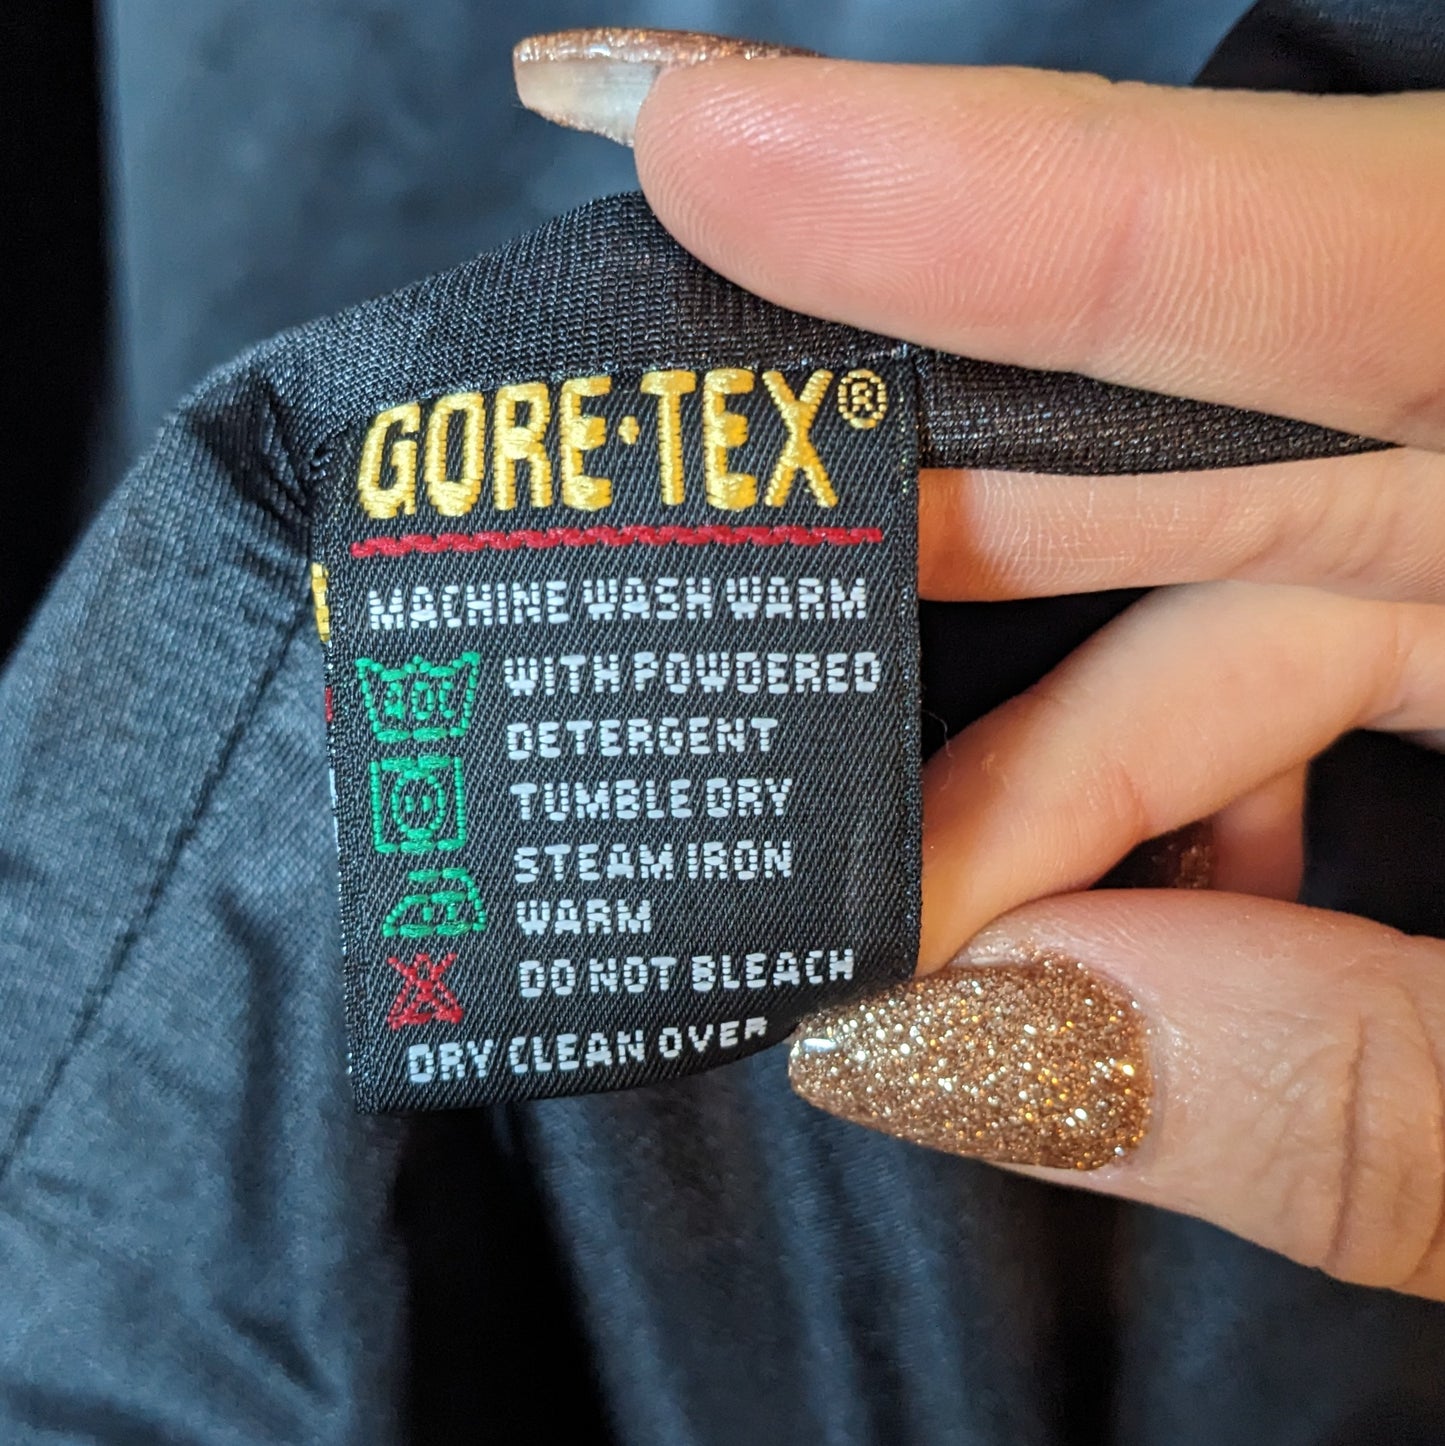 GORE-TEX®
MACHINE WASH WARM
WITH POWDERED
DETERGENT
TUMBLE DRY
STEAM IRON
WARM
DO NOT BLEACH
DRY CLEAN OVER